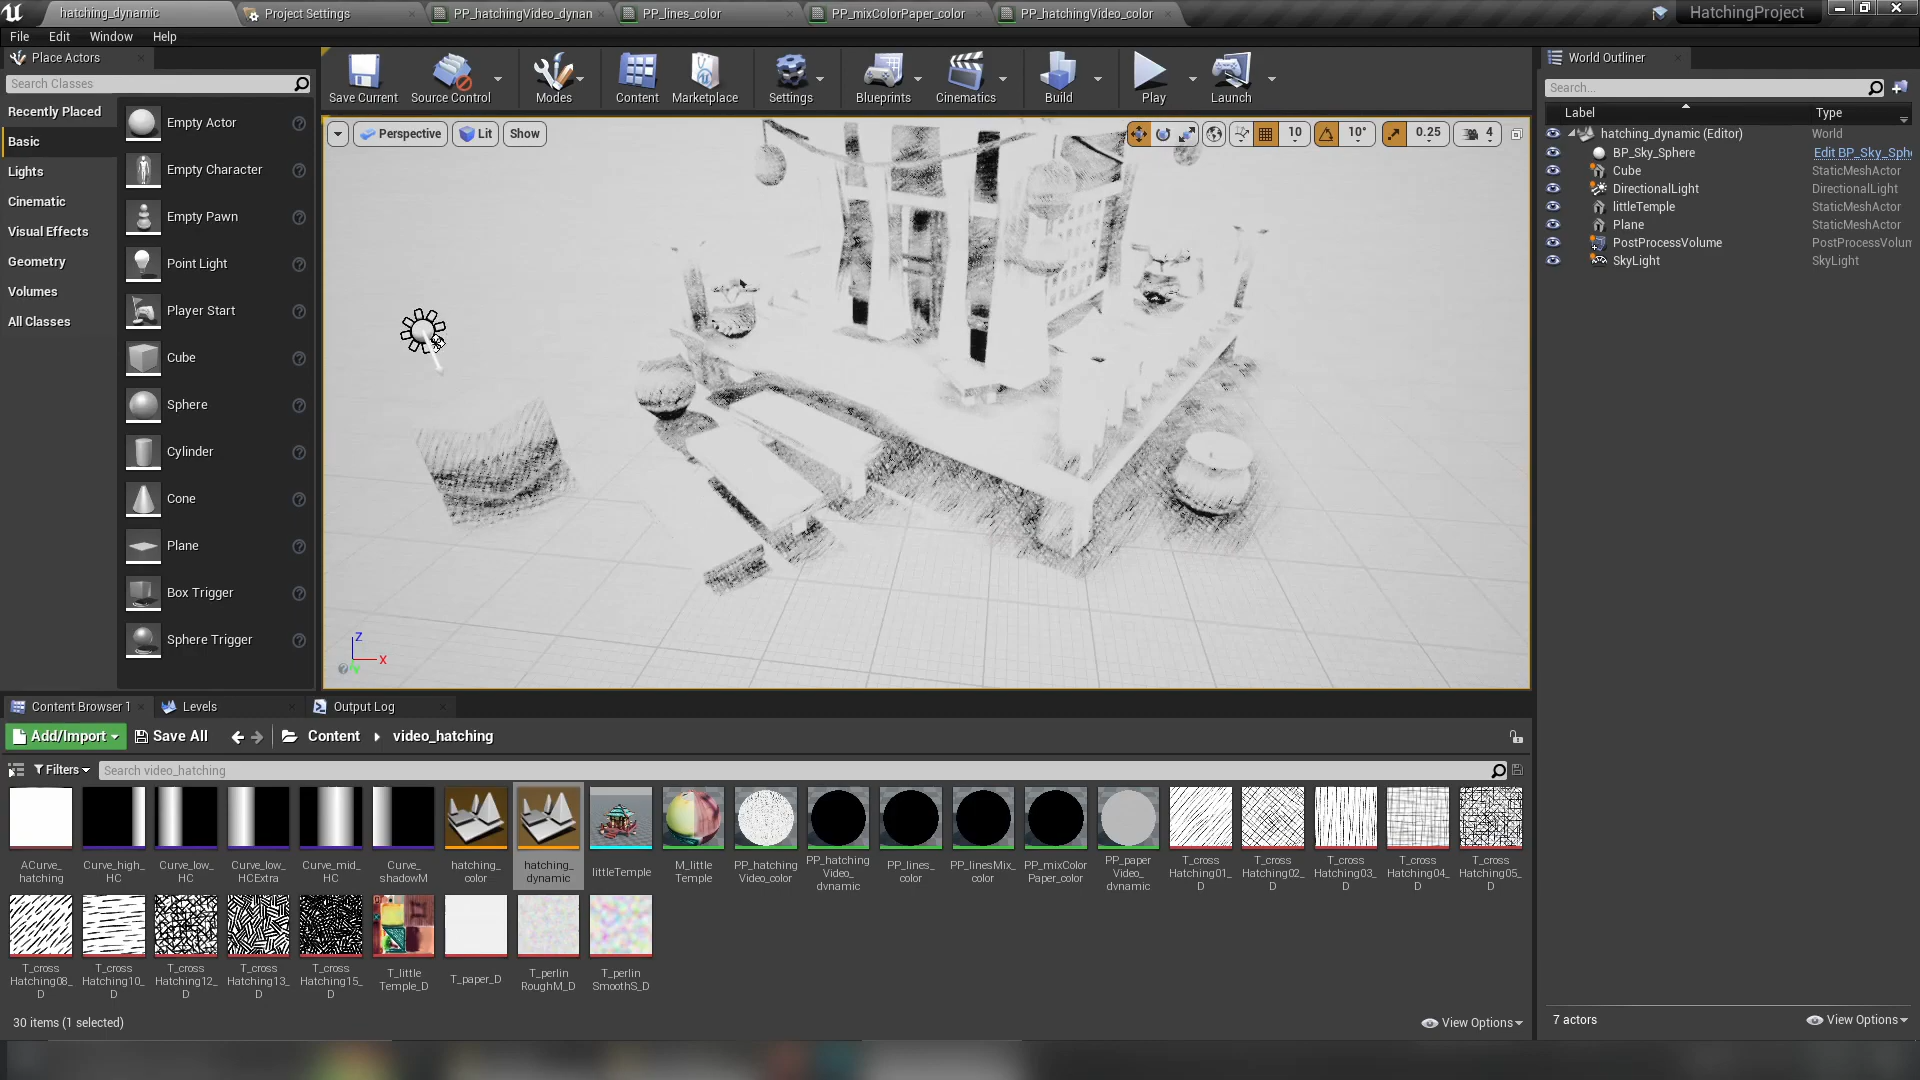 hatching_dynamic
Project Settings
PP_hatchingVideo_dynan
PP_lines_color
PP_mixColorPaper_color
PP_hatchingVideo_color
HatchingProject
File Edit Window Help
Place Actors
Search Classes
Recently Placed
Basic
Lights
Cinematic
Visual Effects
Geometry
Volumes
All Classes
Empty Actor
Empty Character
Empty Pawn
Point Light
Player Start
Cube
Sphere
Cylinder
Cone
Plane
Box Trigger
Sphere Trigger
Save Current
Source Control
Modes
Content
Marketplace
Settings
Blueprints
Cinematics
Build
Play
Launch
Perspective
Lit
Show
10
10°
0.25
4
Z
X
World Outliner
Search...
Label Type
hatching_dynamic (Editor) World
BP_Sky_Sphere Edit BP_Sky_Sph
Cube StaticMeshActor
DirectionalLight DirectionalLight
littleTemple StaticMeshActor
Plane StaticMeshActor
PostProcessVolume PostProcessVolum
SkyLight SkyLight
7 actors
View Options
Content Browser 1
Levels
Output Log
Add/Import
Save All
Content
video_hatching
Filters
Search video_hatching
ACurve_
hatching
Curve_high_
HC
Curve_low_
HC
Curve_low_
HCExtra
Curve_mid_
HC
Curve_
shadowM
hatching_
color
hatching_
dynamic
littleTemple
M_little
Temple
PP_hatching
Video_color
PP_hatching
Video_
dynamic
PP_lines_
color
PP_linesMix_
color
PP_mixColor
Paper_color
PP_paper
Video_
dynamic
T_cross
Hatching01_
D
T_cross
Hatching02_
D
T_cross
Hatching03_
D
T_cross
Hatching04_
D
T_cross
Hatching05_
D
T_cross
Hatching08_
D
T_cross
Hatching10_
D
T_cross
Hatching12_
D
T_cross
Hatching13_
D
T_cross
Hatching15_
D
T_little
Temple_D
T_paper_D
T_perlin
RoughM_D
T_perlin
SmoothS_D
30 items (1 selected)
View Options